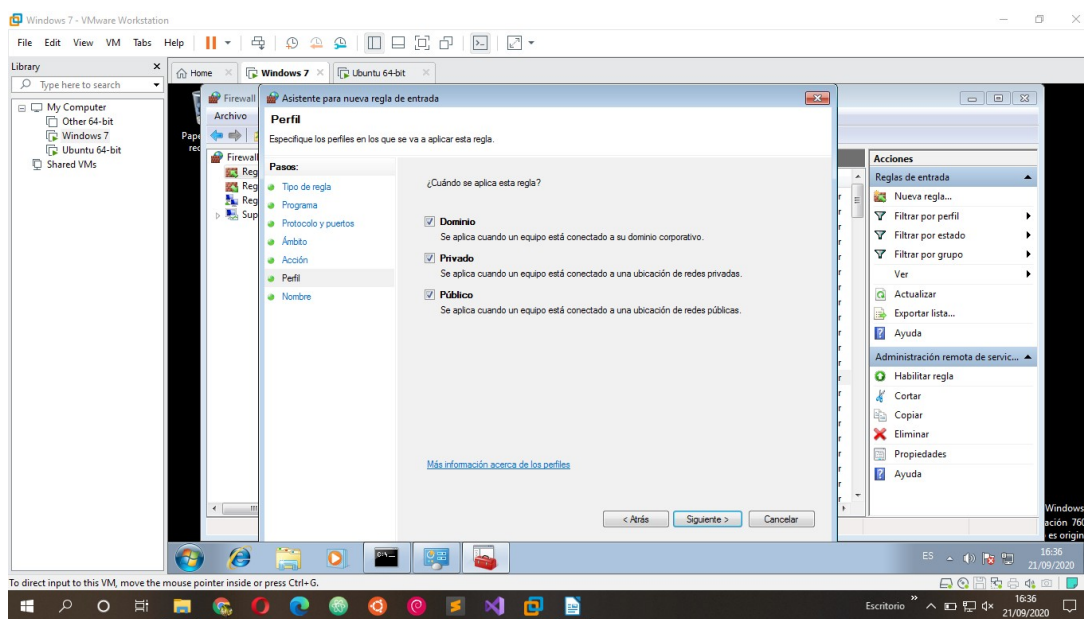 Windows 7 - VMware Workstation
File Edit View VM Tabs Help
Library
Type here to search
My Computer
Other 64-bit
Windows 7
Ubuntu 64-bit
Shared VMs
Home
Windows 7
Ubuntu 64-bit
Firewall
Archivo
Firewall
Reg
Reg
Reg
Sup
Asistente para nueva regla de entrada
Perfil
Especifique los perfiles en los que se va a aplicar esta regla.
Pasos:
Tipo de regla
Programa
Protocolo y puertos
Ámbito
Acción
Perfil
Nombre
¿Cuándo se aplica esta regla?
Dominio
Se aplica cuando un equipo está conectado a su dominio corporativo.
Privado
Se aplica cuando un equipo está conectado a una ubicación de redes privadas.
Público
Se aplica cuando un equipo está conectado a una ubicación de redes públicas.
Más información acerca de los perfiles
< Atrás
Siguiente >
Cancelar
Acciones
Reglas de entrada
Nueva regla...
Filtrar por perfil
Filtrar por estado
Filtrar por grupo
Ver
Actualizar
Exportar lista...
Ayuda
Administración remota de servic...
Habilitar regla
Cortar
Copiar
Eliminar
Propiedades
Ayuda
Windows
ación 760
es origin
ES
16:36
21/09/2020
To direct input to this VM, move the mouse pointer inside or press Ctrl+G.
Escritorio
16:36
21/09/2020